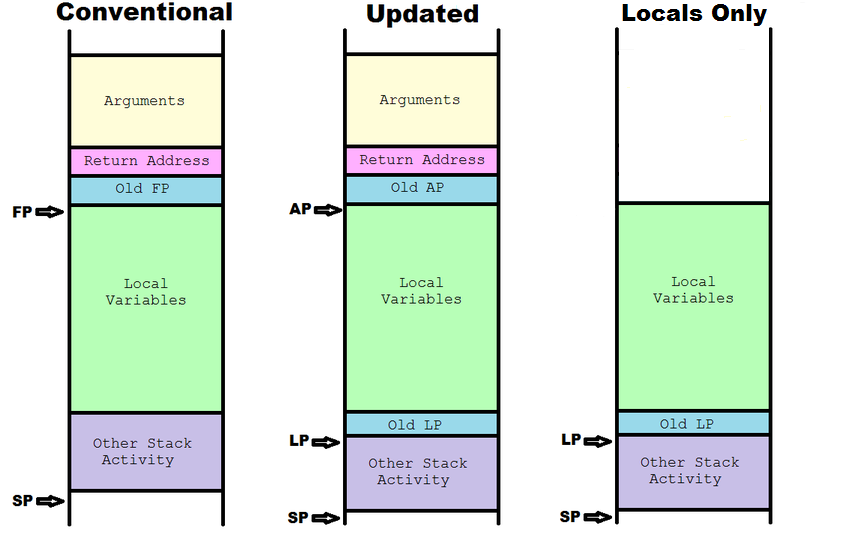 Conventional
Arguments
Return Address
Old FP
FP
Local
Variables
Other Stack
Activity
SP
Updated
Arguments
Return Address
Old AP
AP
Local
Variables
Old LP
LP
Other Stack
Activity
SP
Locals Only
Local
Variables
Old LP
LP
Other Stack
Activity
SP